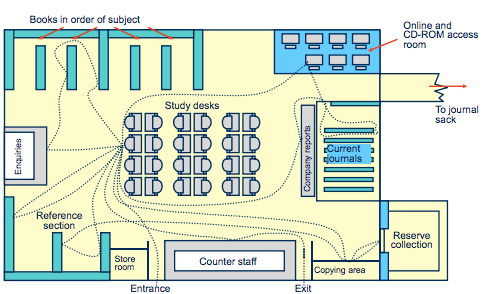 Books in order of subject
Online and
CD-ROM access
room
To journal
sack
Study desks
Enquiries
Company reports
Current
journals
Reference
section
Reserve
collection
Store
room
Counter staff
Copying area
Entrance
Exit